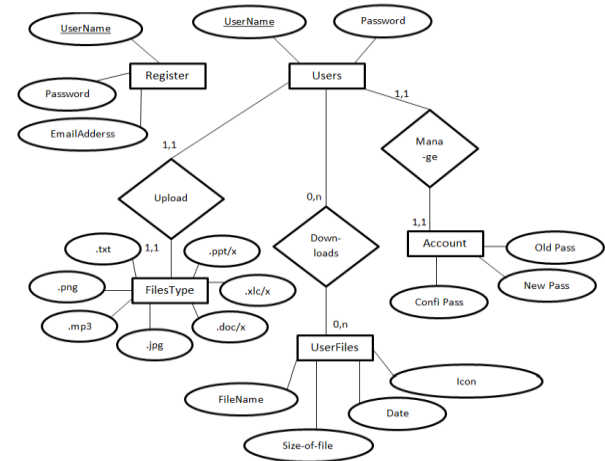 UserName
UserName
Password
Register
Users
Password
1,1
EmailAdderss
Mana
-ge
1,1
Upload
0,n
1,1
Down-
loads
Account
Old Pass
.txt
1,1
.ppt/x
New Pass
.png
FilesType
.xlc/x
Confi Pass
.mp3
.jpg
.doc/x
0,n
UserFiles
Icon
FileName
Date
Size-of-file